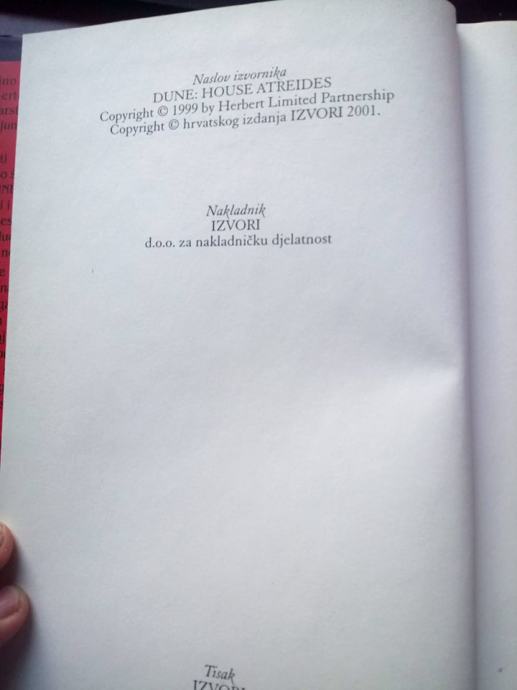 Naslov izvornika
DUNE: HOUSE ATREIDES
Copyright © 1999 by Herbert Limited Partnership
Copyright © hrvatskog izdanja IZVORI 2001.
Nakladnik
IZVORI
d.o.o. za nakladničku djelatnost
Tisak
IZVORI